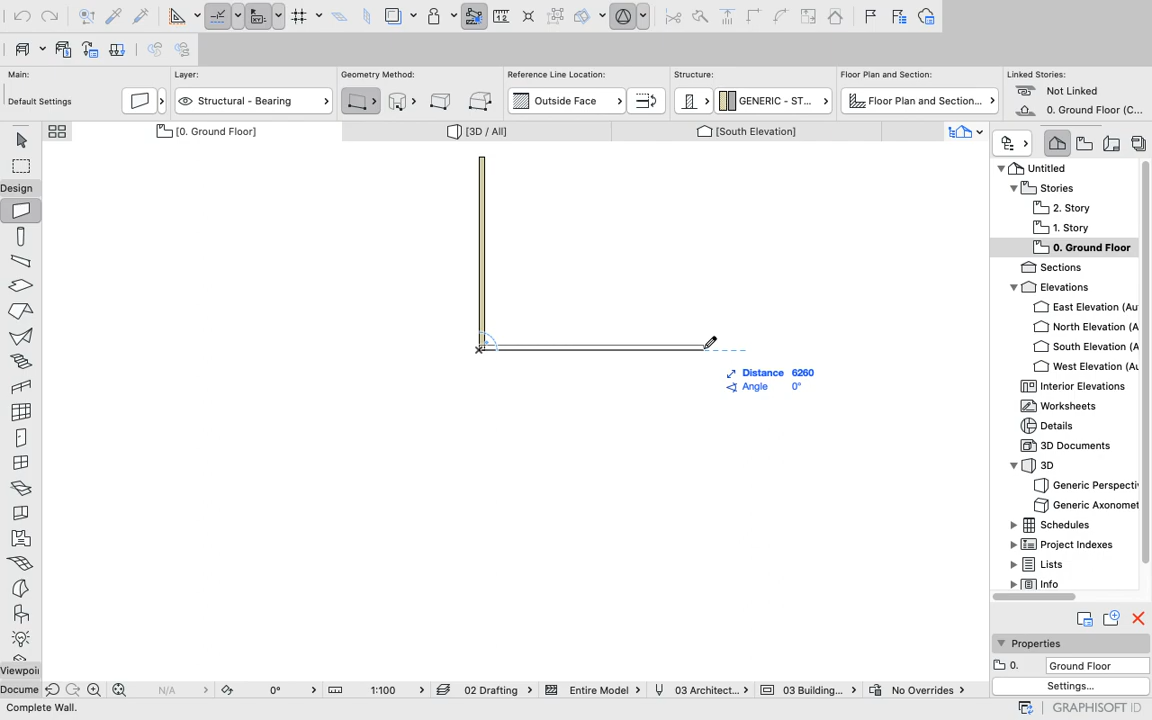 Main:
Layer:
Geometry Method:
Reference Line Location:
Structure:
Floor Plan and Section:
Linked Stories:
Default Settings
Structural - Bearing
Outside Face
GENERIC - ST...
Floor Plan and Section...
Not Linked
0. Ground Floor (C...
[0. Ground Floor]
[3D / All]
[South Elevation]
Design
Viewpoi
Docume
Distance 6260
Angle 0°
Untitled
Stories
2. Story
1. Story
0. Ground Floor
Sections
Elevations
East Elevation (Au
North Elevation (A
South Elevation (A
West Elevation (Au
Interior Elevations
Worksheets
Details
3D Documents
3D
Generic Perspecti
Generic Axonomet
Schedules
Project Indexes
Lists
Info
Properties
0.
Ground Floor
Settings...
N/A
0°
1:100
02 Drafting
Entire Model
03 Architect...
03 Building...
No Overrides
Complete Wall.
GRAPHISOFT ID